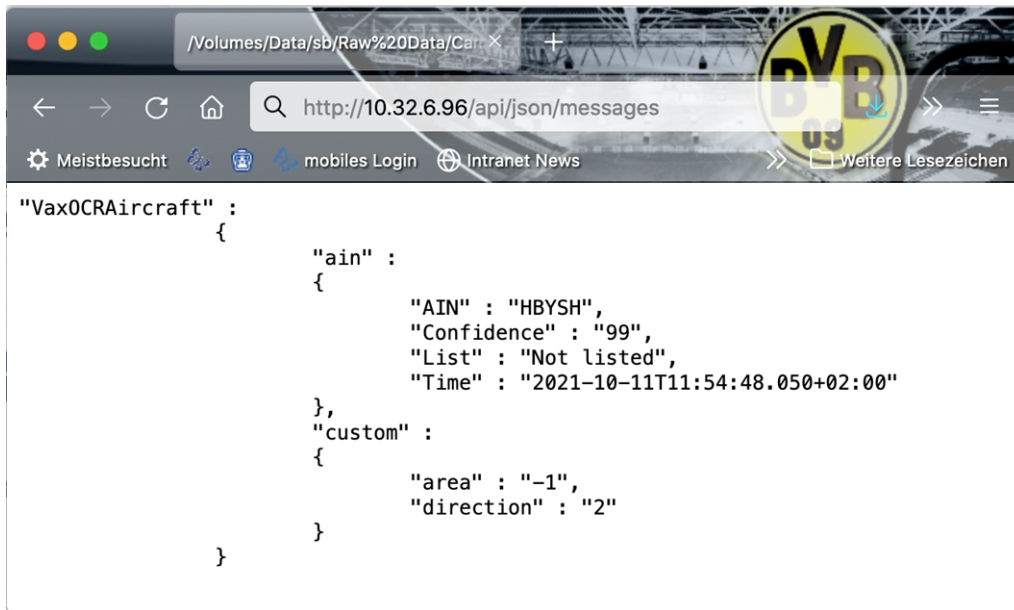 /Volumes/Data/sb/Raw%20Data/Car
http://10.32.6.96/api/json/messages
BVB
09
Meistbesucht mobiles Login Intranet News Weitere Lesezeichen
"VaxOCRAircraft" :
{
"ain" :
{
"AIN" : "HBYSH",
"Confidence" : "99",
"List" : "Not listed",
"Time" : "2021-10-11T11:54:48.050+02:00"
},
"custom" :
{
"area" : "-1",
"direction" : "2"
}
}